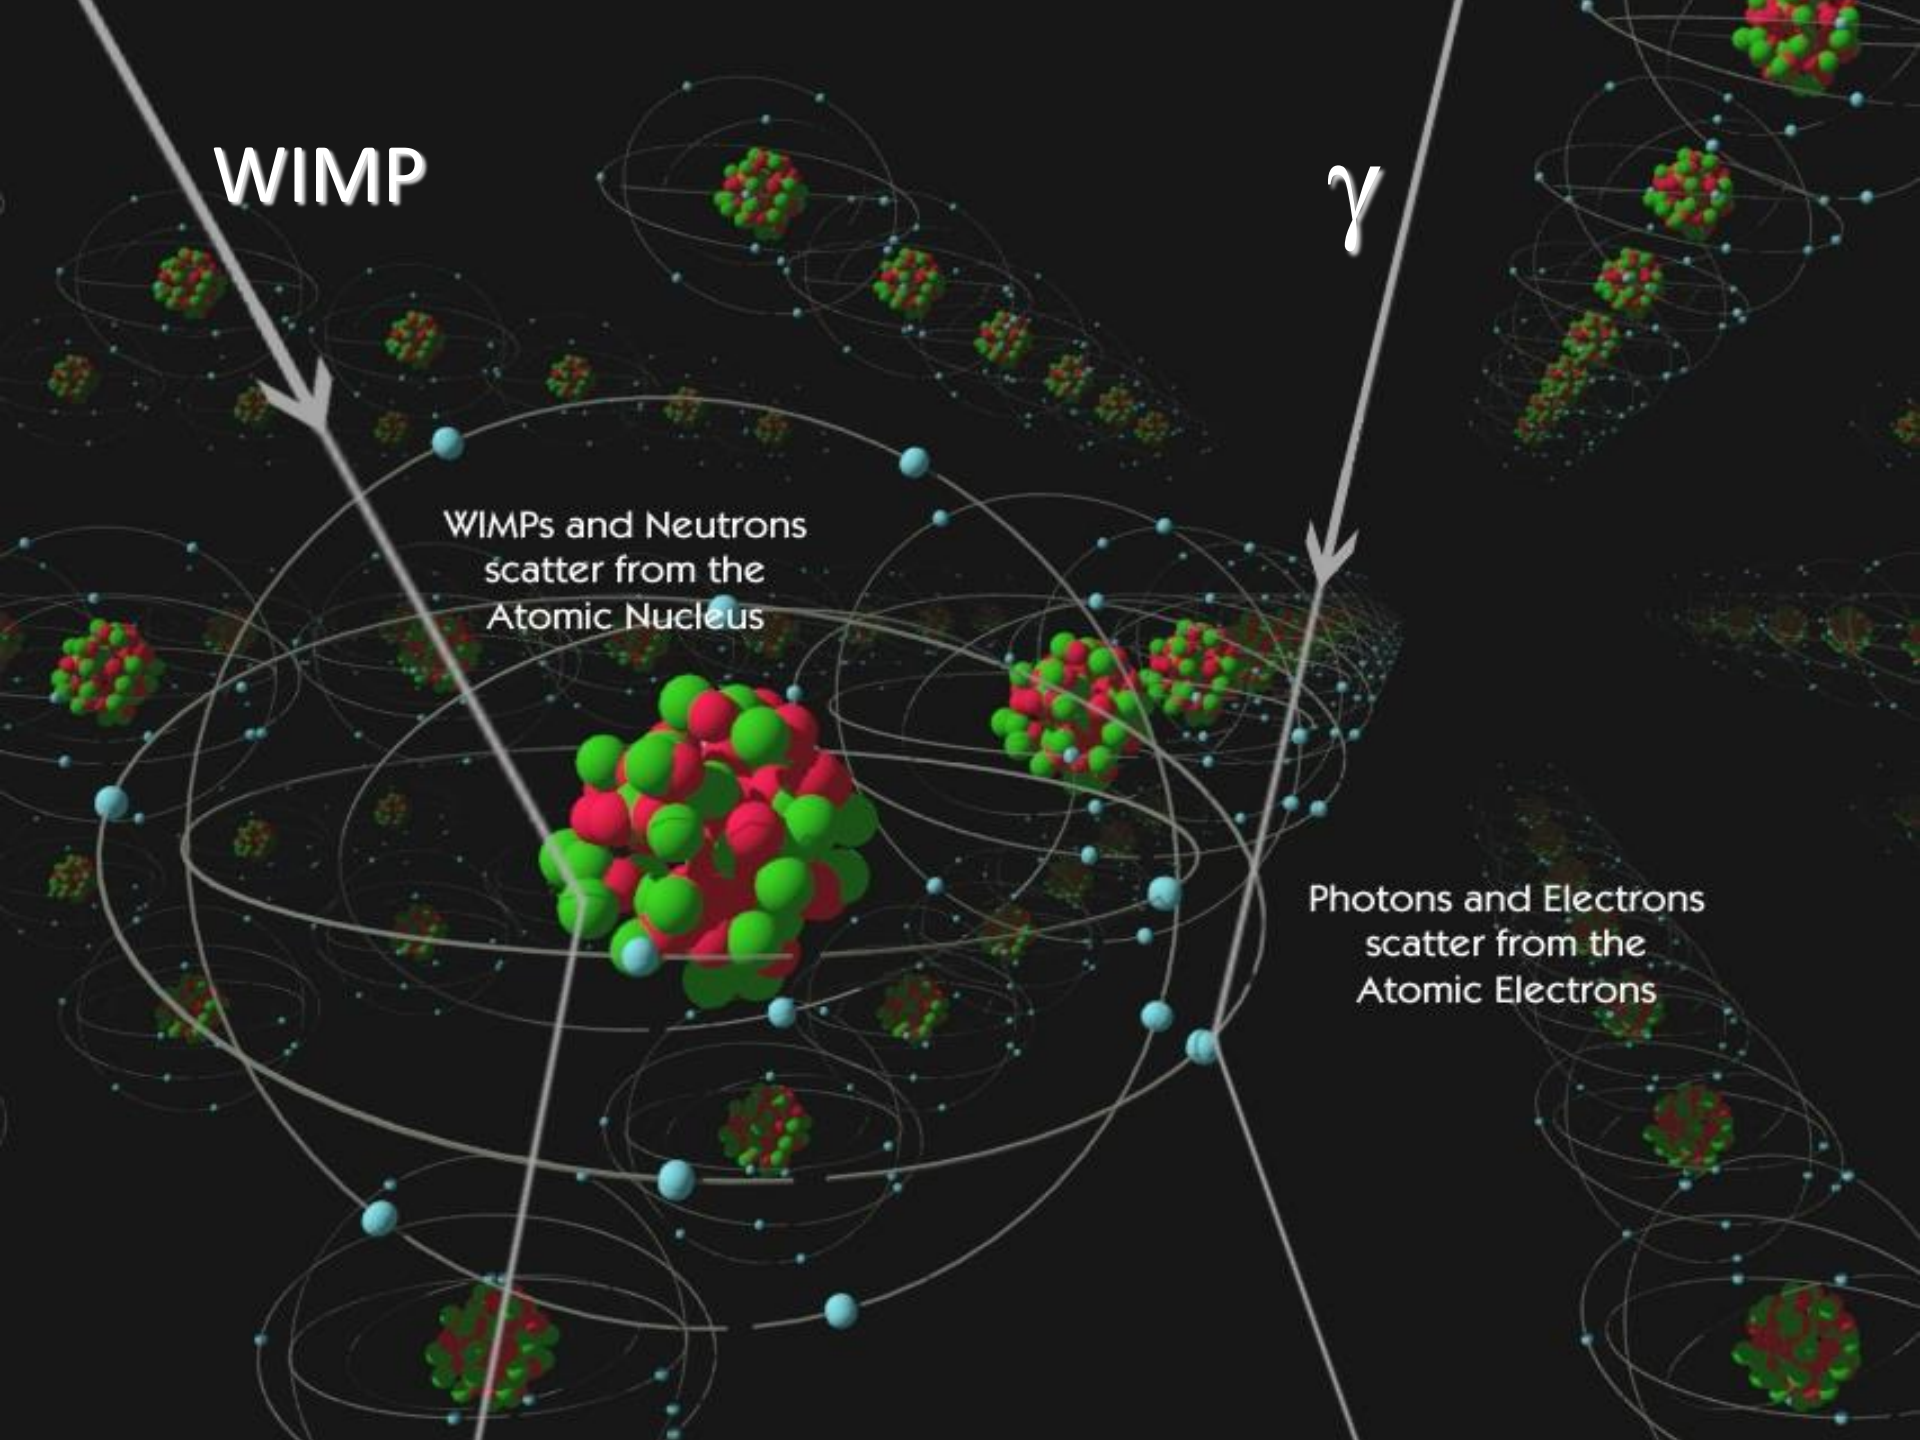 WIMP
γ
WIMPs and Neutrons
scatter from the
Atomic Nucleus
Photons and Electrons
scatter from the
Atomic Electrons